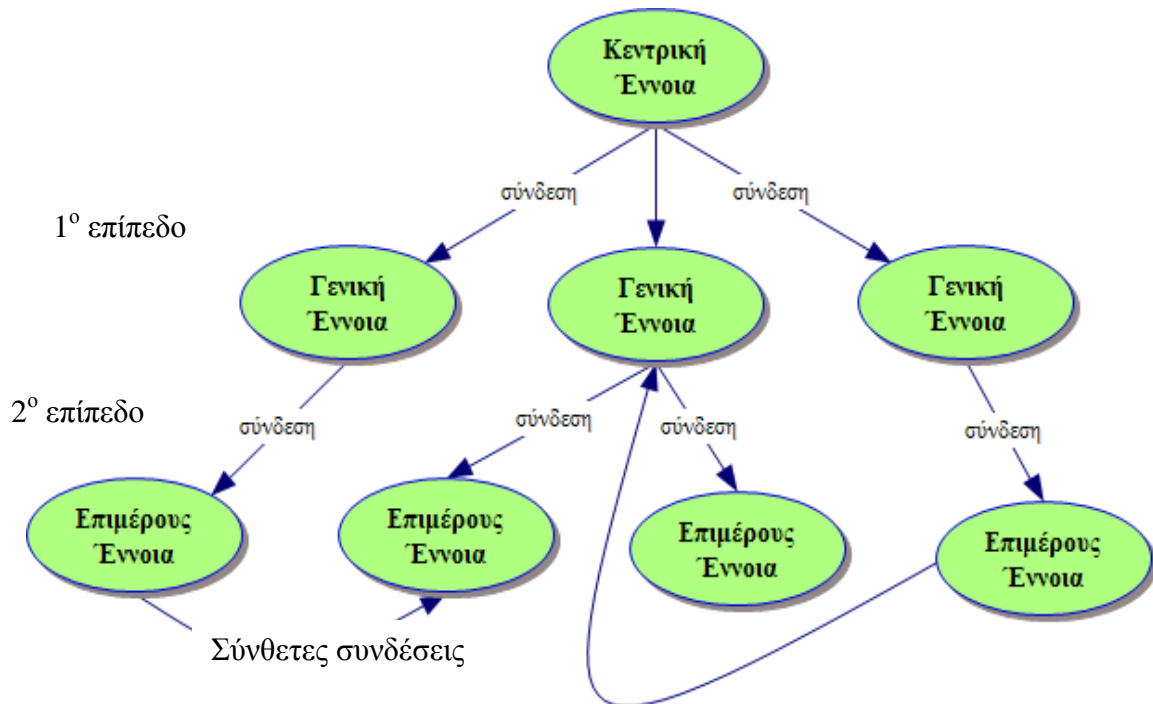 Κεντρική
Έννοια
σύνδεση
σύνδεση
1ο επίπεδο
Γενική
Έννοια
Γενική
Έννοια
Γενική
Έννοια
2ο επίπεδο
σύνδεση
σύνδεση
σύνδεση
σύνδεση
Επιμέρους
Έννοια
Επιμέρους
Έννοια
Επιμέρους
Έννοια
Επιμέρους
Έννοια
Σύνθετες συνδέσεις